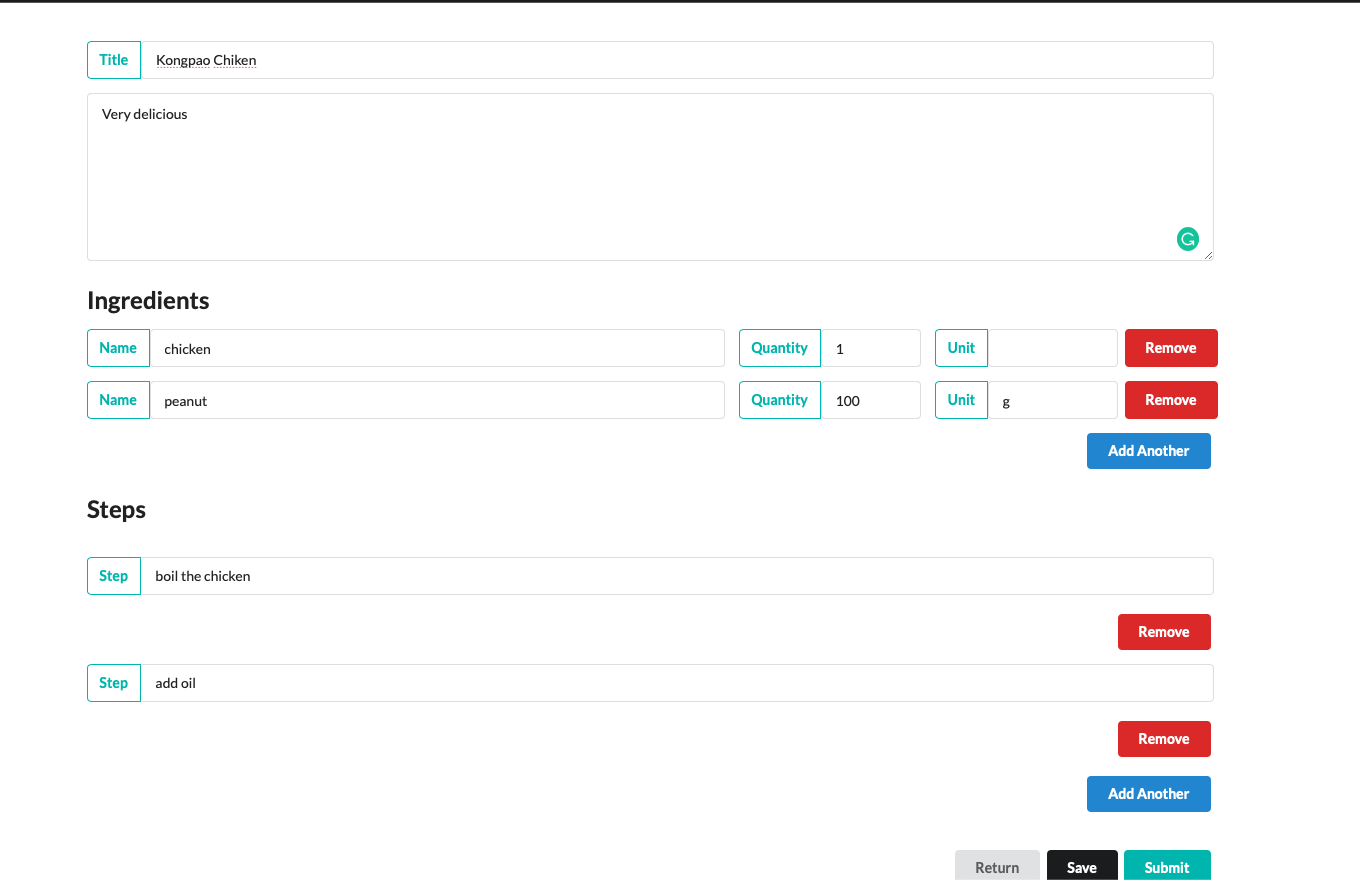 Title Kongpao Chiken
Very delicious
Ingredients
Name chicken Quantity 1 Unit Remove
Name peanut Quantity 100 Unit g Remove
Add Another
Steps
Step boil the chicken
Remove
Step add oil
Remove
Add Another
Return Save Submit